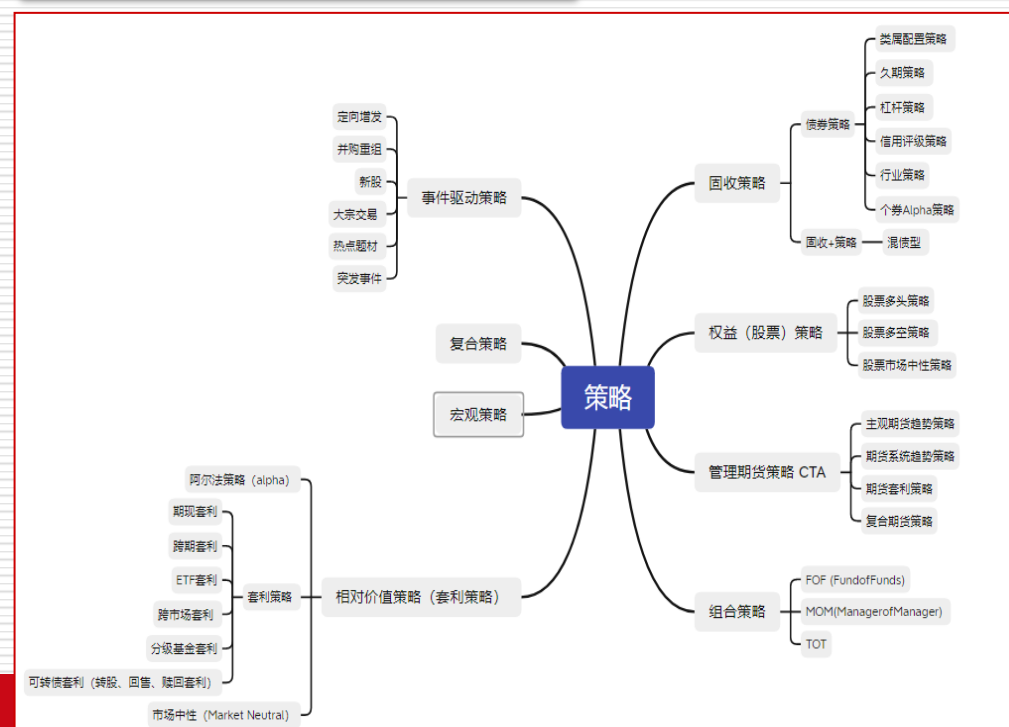 策略
固收策略
债券策略
类属配置策略
久期策略
杠杆策略
信用评级策略
行业策略
个券Alpha策略
固收+策略
混债型
权益（股票）策略
股票多头策略
股票多空策略
股票市场中性策略
管理期货策略 CTA
主观期货趋势策略
期货系统趋势策略
期货套利策略
复合期货策略
组合策略
FOF (FundofFunds)
MOM(ManagerofManager)
TOT
事件驱动策略
定向增发
并购重组
新股
大宗交易
热点题材
突发事件
复合策略
宏观策略
相对价值策略（套利策略）
阿尔法策略（alpha）
套利策略
期现套利
跨期套利
ETF套利
跨市场套利
分级基金套利
可转债套利（转股、回售、赎回套利）
市场中性（Market Neutral）